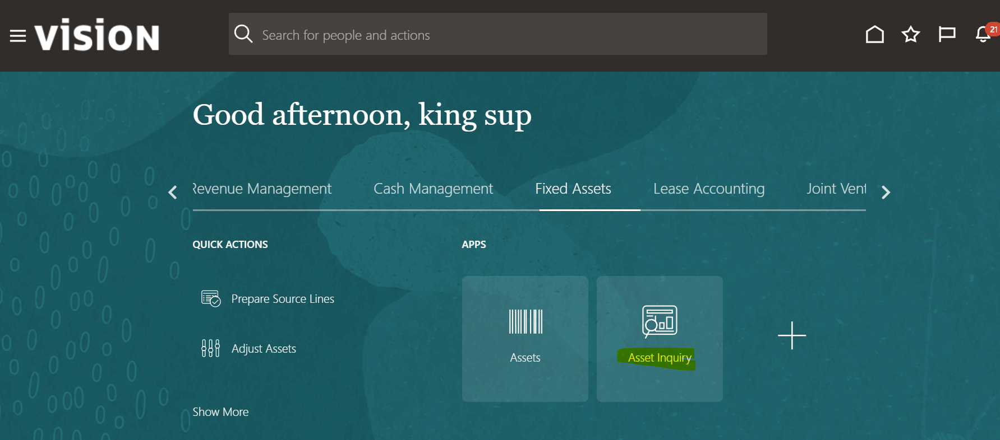 VISION
Search for people and actions
21
Good afternoon, king sup
Revenue Management
Cash Management
Fixed Assets
Lease Accounting
Joint Vent
QUICK ACTIONS
Prepare Source Lines
Adjust Assets
Show More
APPS
Assets
Asset Inquiry